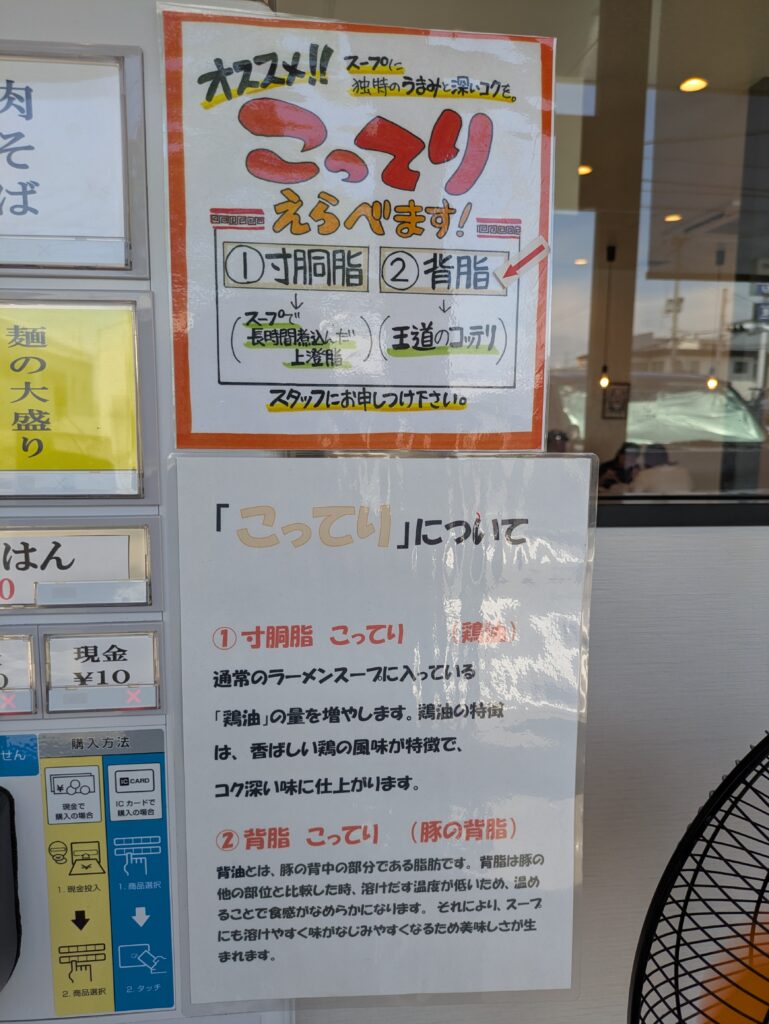 肉そば
麺の大盛り
はん
0
0
現金
¥10
せん
購入方法
現金で
購入の場合
IC CARD
ICカードで
購入の場合
1. 現金投入
2. 商品選択
1. 商品選択
2. タッチ
オススメ!!
スープに
独特のうまみと深いコクを。
こってり
えらべます!
①寸胴脂
②背脂
(スープで
長時間煮込んだ
上澄脂)
(王道のコッテリ)
スタッフにお申しつけ下さい。
「こってり」について
①寸胴脂 こってり (鶏油)
通常のラーメンスープに入っている
「鶏油」の量を増やします。鶏油の特徴
は、香ばしい鶏の風味が特徴で、
コク深い味に仕上がります。
②背脂 こってり (豚の背脂)
背油とは、豚の背中の部分である脂肪です。背脂は豚の
他の部位と比較した時、溶けだす温度が低いため、温め
ることで食感がなめらかになります。それにより、スープ
にも溶けやすく味がなじみやすくなるため美味しさが生
まれます。